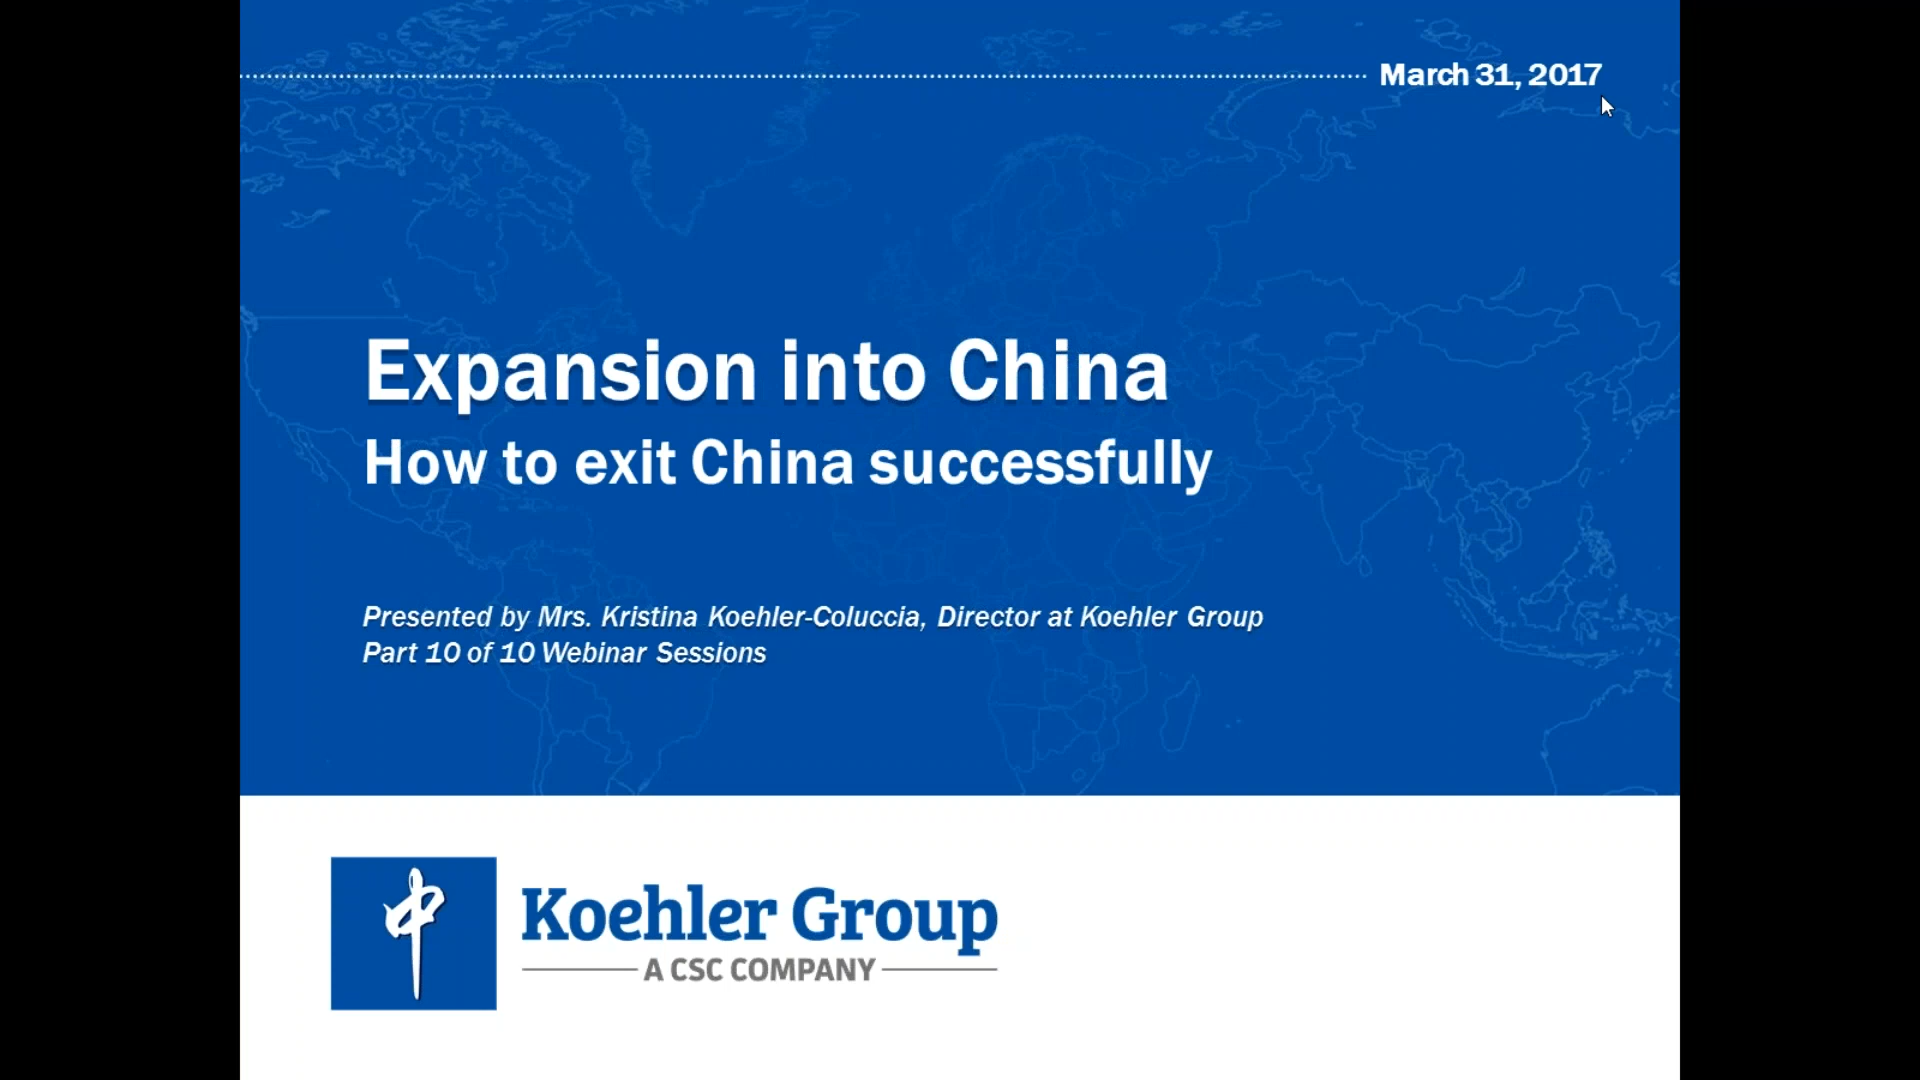 March 31, 2017
Expansion into China
How to exit China successfully
Presented by Mrs. Kristina Koehler-Coluccia, Director at Koehler Group
Part 10 of 10 Webinar Sessions
中
Koehler Group
A CSC COMPANY